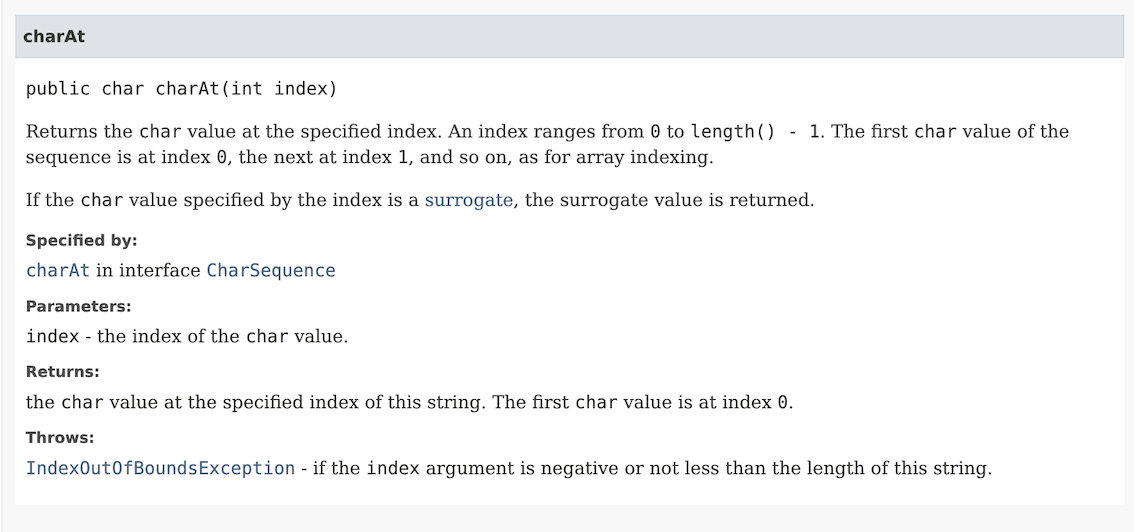 charAt
public char charAt(int index)
Returns the char value at the specified index. An index ranges from 0 to length() - 1. The first char value of the
sequence is at index 0, the next at index 1, and so on, as for array indexing.
If the char value specified by the index is a surrogate, the surrogate value is returned.
Specified by:
charAt in interface CharSequence
Parameters:
index - the index of the char value.
Returns:
the char value at the specified index of this string. The first char value is at index 0.
Throws:
IndexOutOfBoundsException - if the index argument is negative or not less than the length of this string.